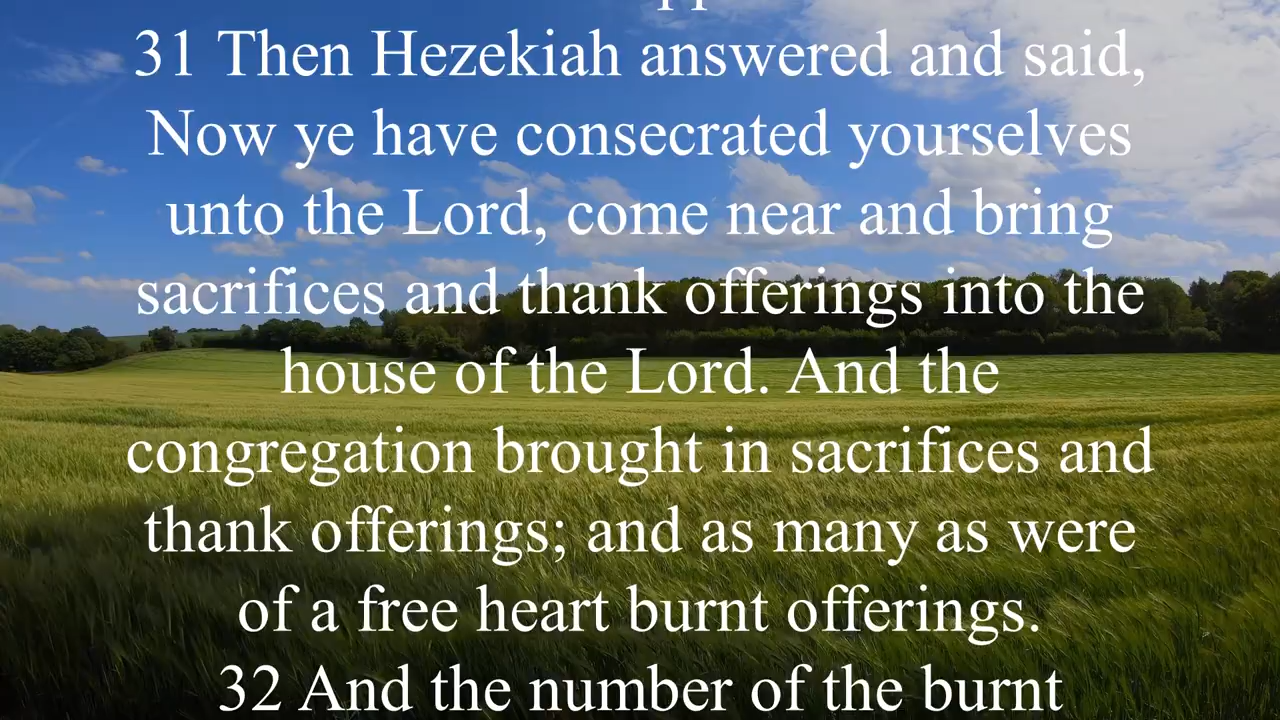 31 Then Hezekiah answered and said,
Now ye have consecrated yourselves
unto the Lord, come near and bring
sacrifices and thank offerings into the
house of the Lord. And the
congregation brought in sacrifices and
thank offerings; and as many as were
of a free heart burnt offerings.
32 And the number of the burnt